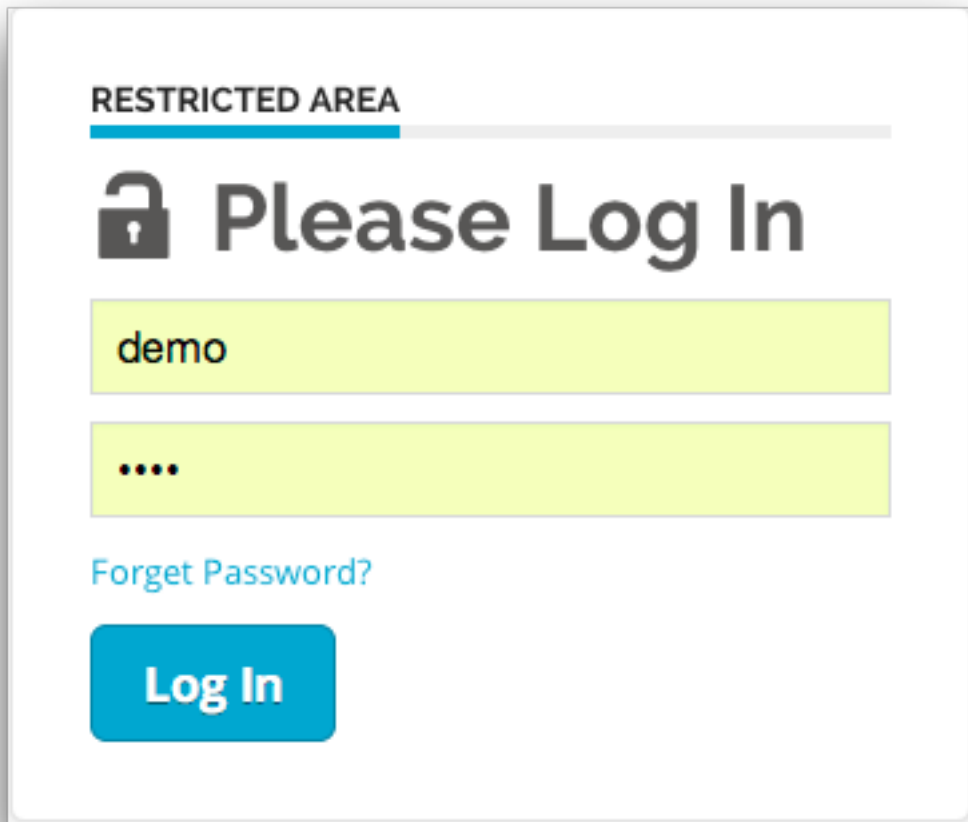 RESTRICTED AREA
Please Log In
demo
••••
Forget Password?
Log In